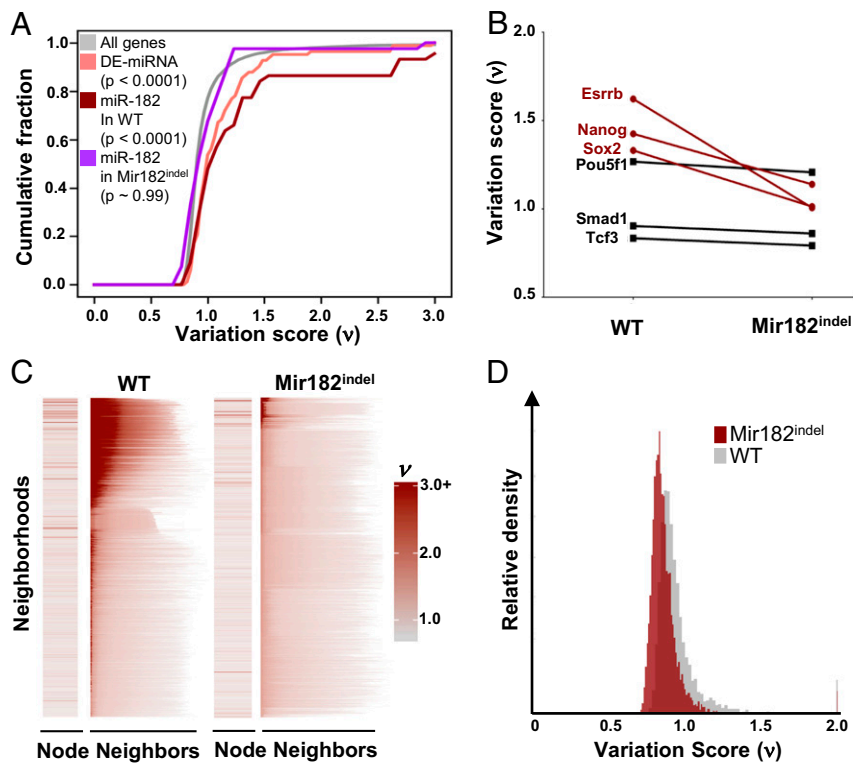 A
1.0
0.8
0.6
0.4
0.2
0.0
Cumulative fraction
All genes
DE-miRNA
(p < 0.0001)
miR-182
In WT
(p < 0.0001)
miR-182
in Mir182indel
(p ~ 0.99)
0.0 0.5 1.0 1.5 2.0 2.5 3.0
Variation score (ν)
B
2.0
1.5
1.0
0.5
Variation score (ν)
Esrrb
Nanog
Sox2
Pou5f1
Smad1
Tcf3
WT Mir182indel
C
WT Mir182indel
Neighborhoods
ν
3.0+
2.0
1.0
Node Neighbors Node Neighbors
D
Relative density
Mir182indel
WT
0 0.5 1.0 1.5 2.0
Variation Score (ν)